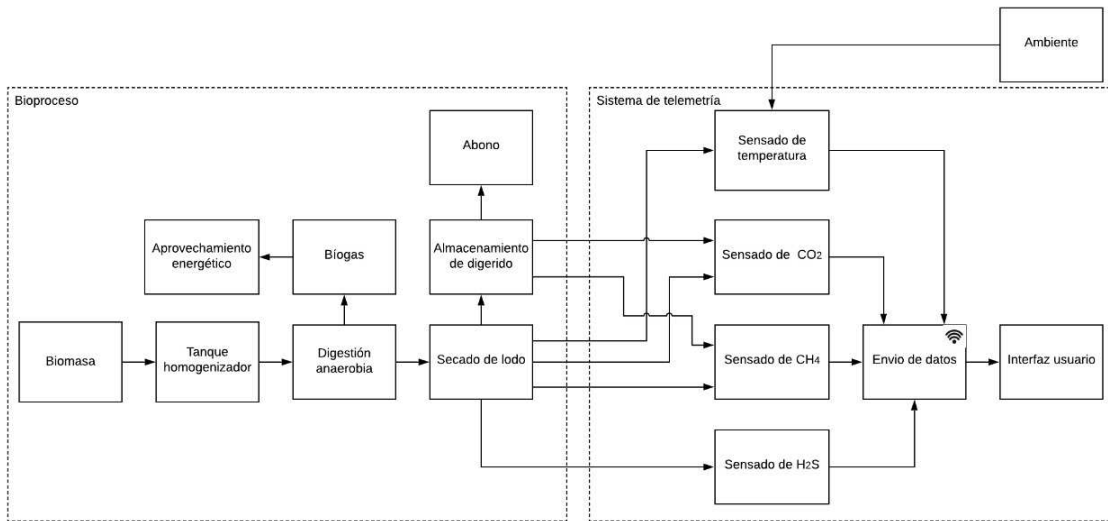 Ambiente
Bioproceso
Sistema de telemetría
Abono
Sensado de
temperatura
Aprovechamiento
energético
Bíogas
Almacenamiento
de digerido
Sensado de CO2
Biomasa
Tanque
homogenizador
Digestión
anaerobia
Secado de lodo
Sensado de CH4
Envio de datos
Interfaz usuario
Sensado de H2S